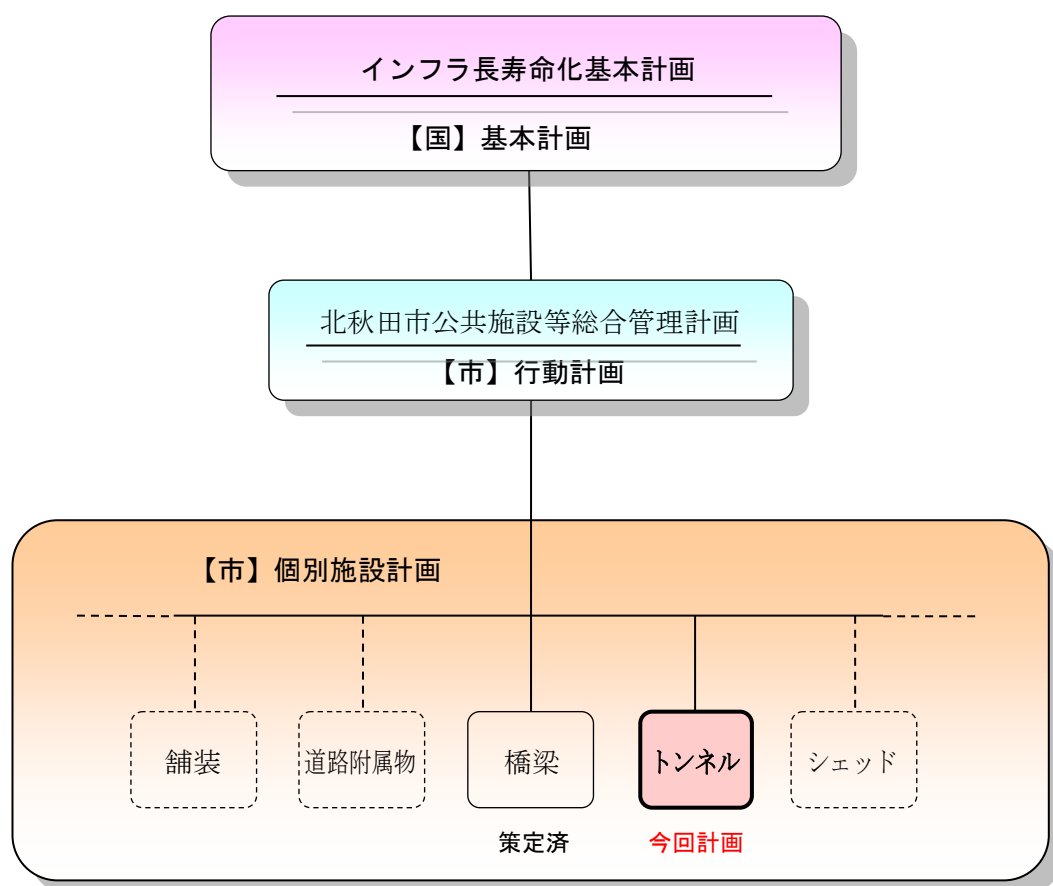 インフラ長寿命化基本計画
【国】基本計画
北秋田市公共施設等総合管理計画
【市】行動計画
【市】個別施設計画
舗装
道路附属物
橋梁
トンネル
シェッド
策定済
今回計画